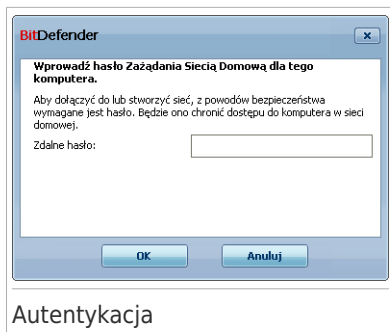 BitDefender
Wprowadź hasło Zażądania Siecią Domową dla tego
komputera.
Aby dołączyć do lub stworzyć sieć, z powodów bezpieczeństwa
wymagane jest hasło. Będzie ono chronić dostępu do komputera w sieci
domowej.
Zdalne hasło:
OK
Anuluj
Autentykacja